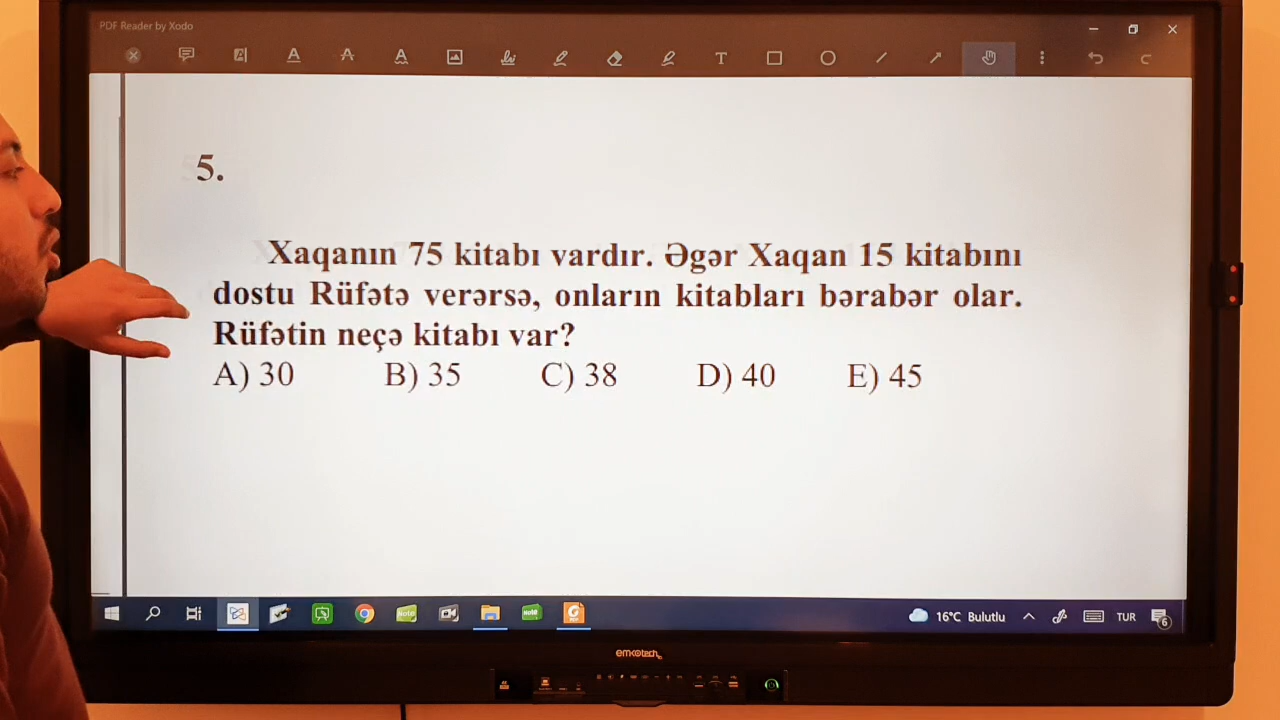 PDF Reader by Xodo
5.
Xaqanın 75 kitabı vardır. Əgər Xaqan 15 kitabını
dostu Rüfətə verərsə, onların kitabları bərabər olar.
Rüfətin neçə kitabı var?
A) 30 B) 35 C) 38 D) 40 E) 45
16°C Bulutlu TUR 6
emkotech